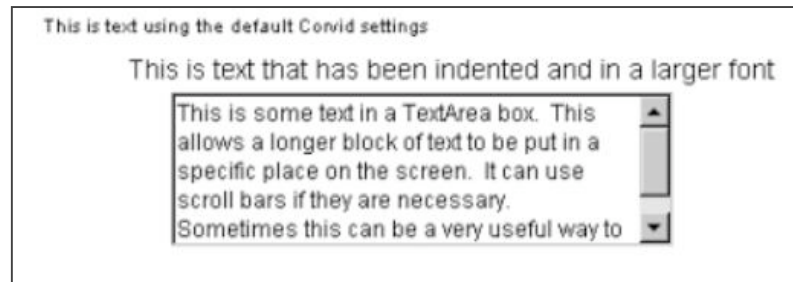 This is text using the default Corvid settings
This is text that has been indented and in a larger font
This is some text in a TextArea box.  This
allows a longer block of text to be put in a
specific place on the screen.  It can use
scroll bars if they are necessary.
Sometimes this can be a very useful way to